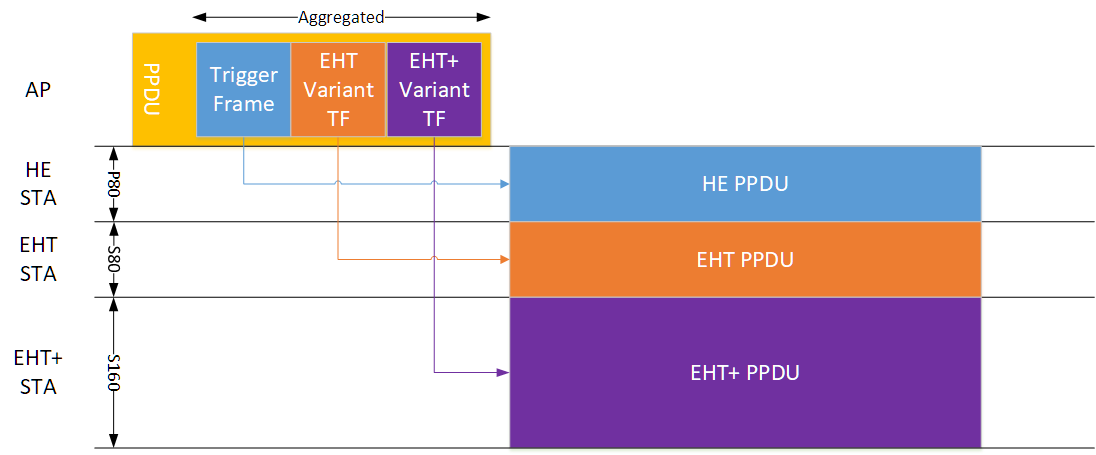 Aggregated
AP
PPDU
Trigger
Frame
EHT
Variant
TF
EHT+
Variant
TF
HE
STA
P80
HE PPDU
EHT
STA
S80
EHT PPDU
EHT+
STA
S160
EHT+ PPDU